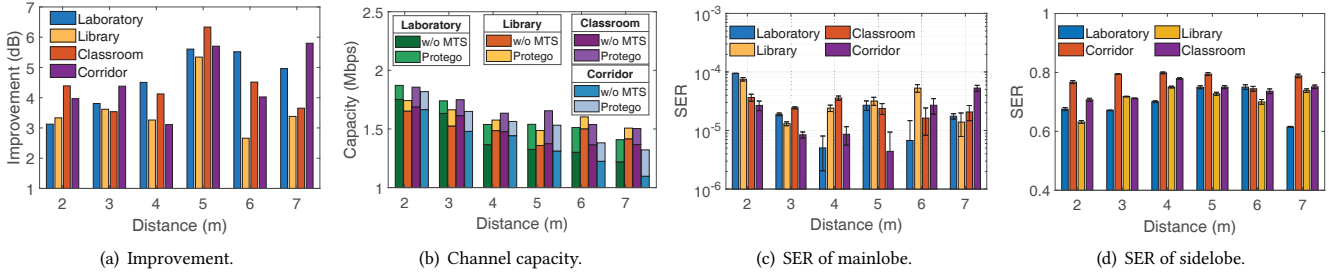 Improvement (dB)
7
6
5
4
3
2
1
Laboratory
Library
Classroom
Corridor
2 3 4 5 6 7
Distance (m)
(a) Improvement.
Capacity (Mbps)
2.5
2
1.5
1
Laboratory
w/o MTS
Protego
Library
w/o MTS
Protego
Classroom
w/o MTS
Protego
Corridor
w/o MTS
Protego
2 3 4 5 6 7
Distance (m)
(b) Channel capacity.
SER
10^-3
10^-4
10^-5
10^-6
Laboratory
Library
Classroom
Corridor
2 3 4 5 6 7
Distance (m)
(c) SER of mainlobe.
SER
1
0.8
0.6
0.4
Laboratory
Corridor
Library
Classroom
2 3 4 5 6 7
Distance (m)
(d) SER of sidelobe.